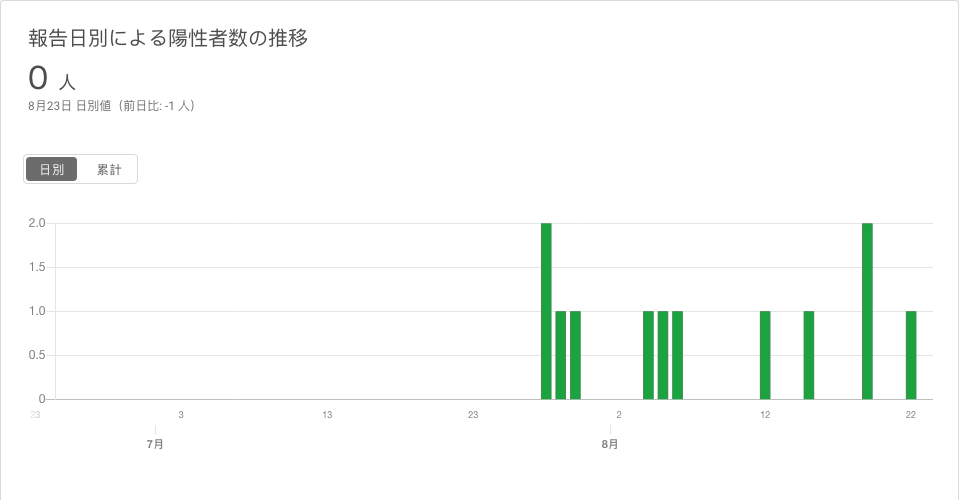 報告日別による陽性者数の推移
0 人
8月23日 日別値（前日比: -1 人）
日別 累計
2.0
1.5
1.0
0.5
0
23 3 13 23 2 12 22
7月 8月